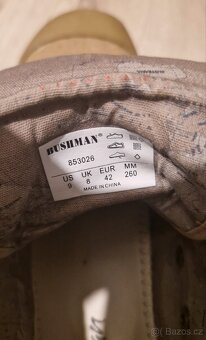 BUSHMAN®
853026
US UK EUR MM
9 8 42 260
MADE IN CHINA
bazos.cz